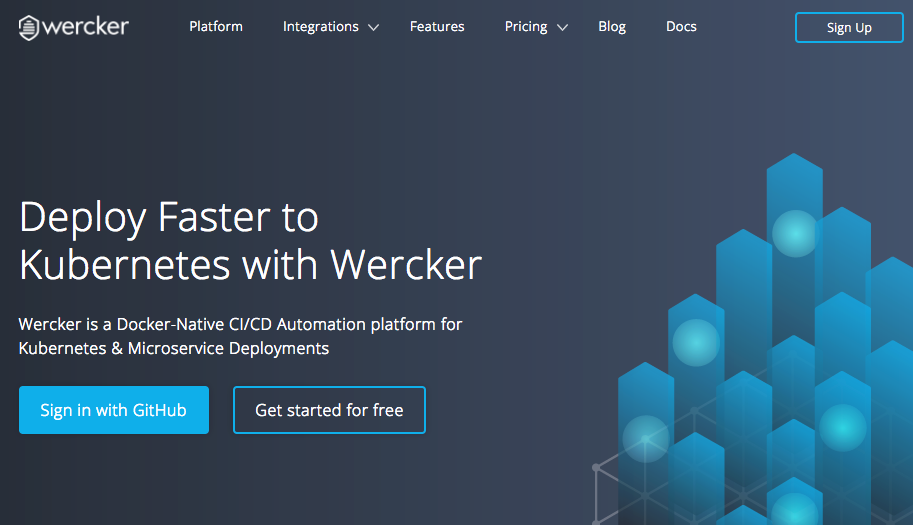 wercker
Platform
Integrations
Features
Pricing
Blog
Docs
Sign Up
Deploy Faster to
Kubernetes with Wercker
Wercker is a Docker-Native CI/CD Automation platform for
Kubernetes & Microservice Deployments
Sign in with GitHub
Get started for free